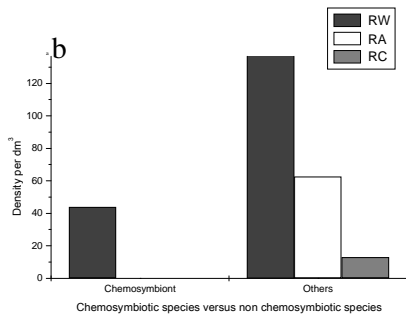 b
RW
RA
RC
120
100
80
60
40
20
0
Density per dm³
Chemosymbiont
Others
Chemosymbiotic species versus non chemosymbiotic species